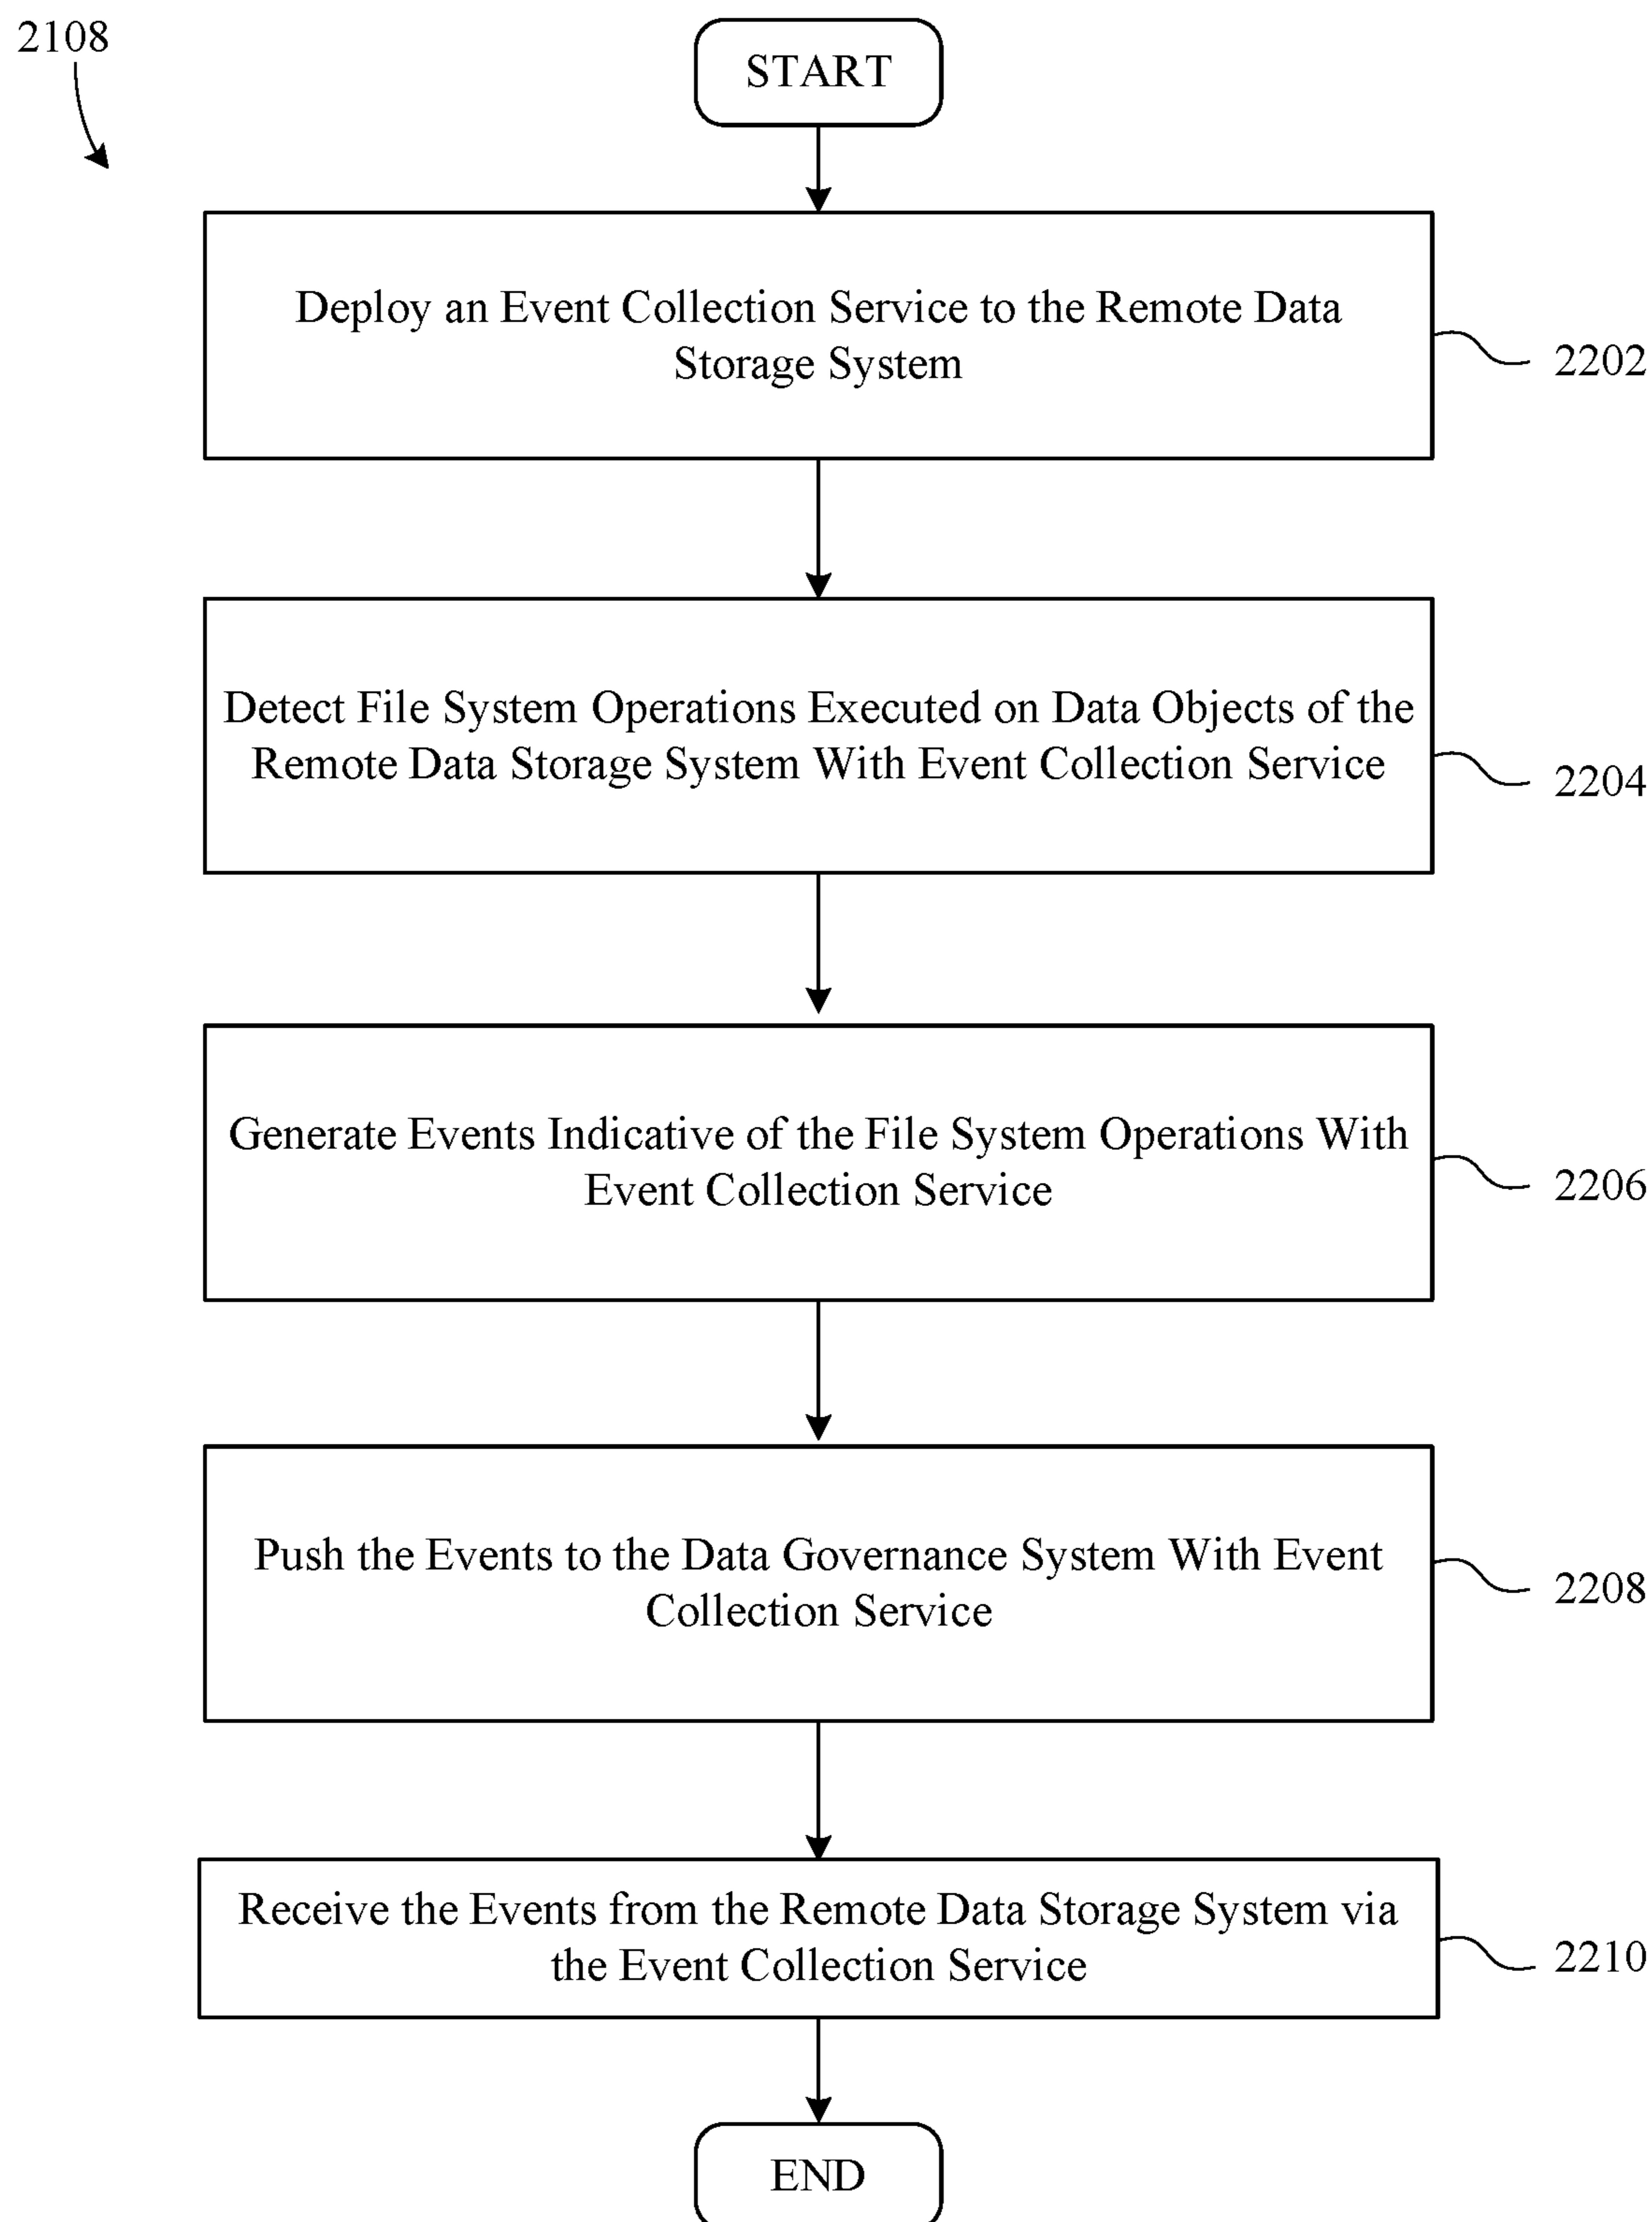 2108
START
Deploy an Event Collection Service to the Remote Data
Storage System
2202
Detect File System Operations Executed on Data Objects of the
Remote Data Storage System With Event Collection Service
2204
Generate Events Indicative of the File System Operations With
Event Collection Service
2206
Push the Events to the Data Governance System With Event
Collection Service
2208
Receive the Events from the Remote Data Storage System via
the Event Collection Service
2210
END